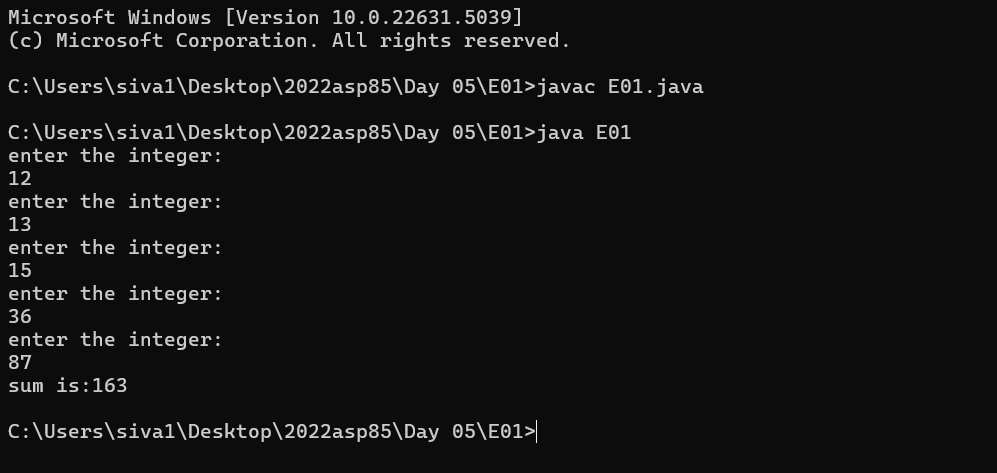 Microsoft Windows [Version 10.0.22631.5039]
(c) Microsoft Corporation. All rights reserved.
C:\Users\siva1\Desktop\2022asp85\Day 05\E01>javac E01.java
C:\Users\siva1\Desktop\2022asp85\Day 05\E01>java E01
enter the integer:
12
enter the integer:
13
enter the integer:
15
enter the integer:
36
enter the integer:
87
sum is:163
C:\Users\siva1\Desktop\2022asp85\Day 05\E01>